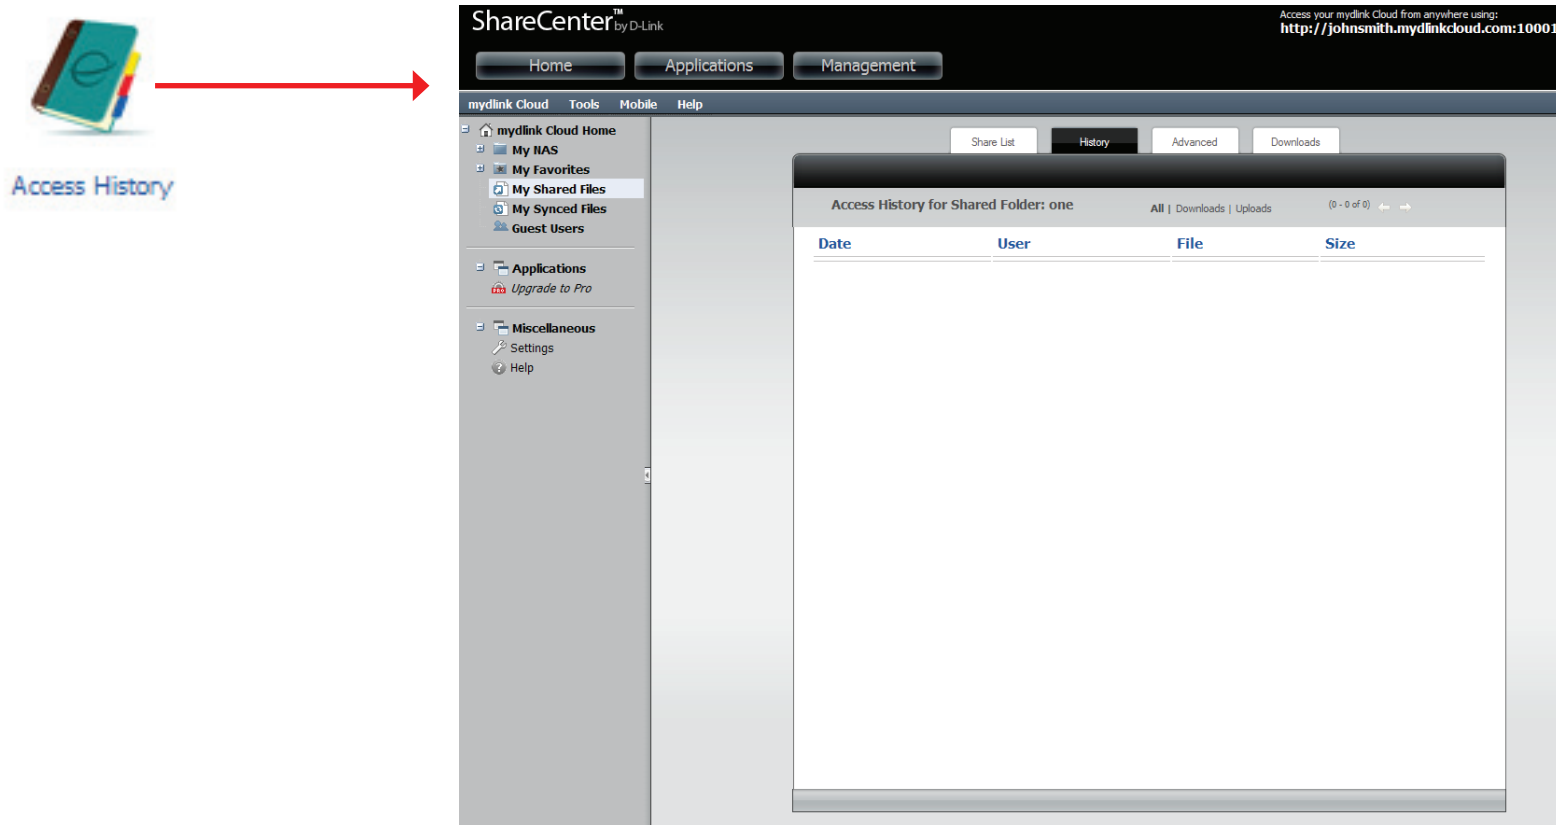 Access History
ShareCenter™ by D-Link
Access your mydlink Cloud from anywhere using:
http://johnsmith.mydlinkcloud.com:10001
Home Applications Management
mydlink Cloud Tools Mobile Help
mydlink Cloud Home
My NAS
My Favorites
My Shared Files
My Synced Files
Guest Users
Applications
PRO Upgrade to Pro
Miscellaneous
Settings
Help
Share List History Advanced Downloads
Access History for Shared Folder: one All | Downloads | Uploads (0 - 0 of 0)
Date User File Size